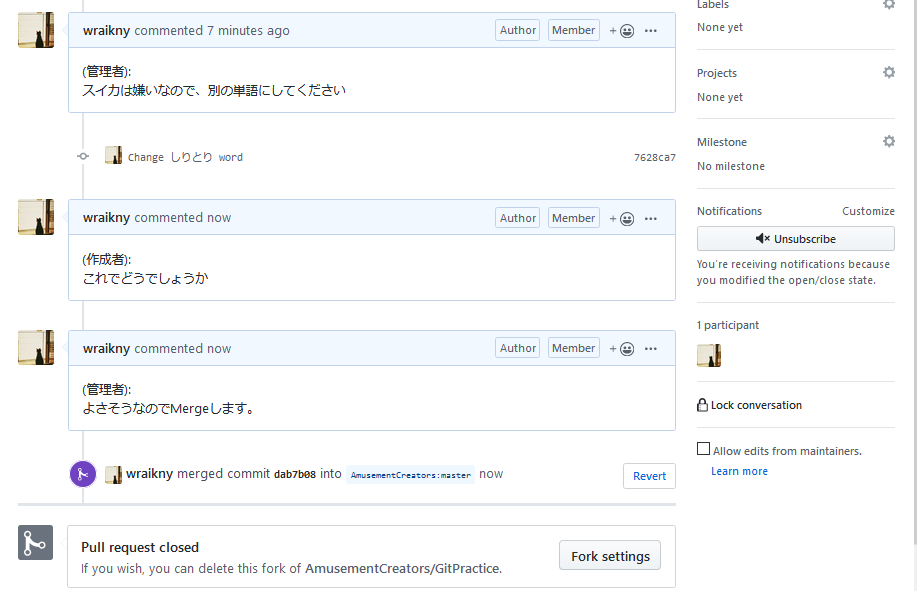 wraikny commented 7 minutes ago
Author
Member
(管理者):
スイカは嫌いなので、別の単語にしてください
Change しりとり word
7628ca7
wraikny commented now
Author
Member
(作成者):
これでどうでしょうか
wraikny commented now
Author
Member
(管理者):
よさそうなのでMergeします。
wraikny merged commit dab7b08 into AmusementCreators:master now
Revert
Pull request closed
If you wish, you can delete this fork of AmusementCreators/GitPractice.
Fork settings
Labels
None yet
Projects
None yet
Milestone
No milestone
Notifications
Customize
Unsubscribe
You're receiving notifications because
you modified the open/close state.
1 participant
Lock conversation
Allow edits from maintainers.
Learn more